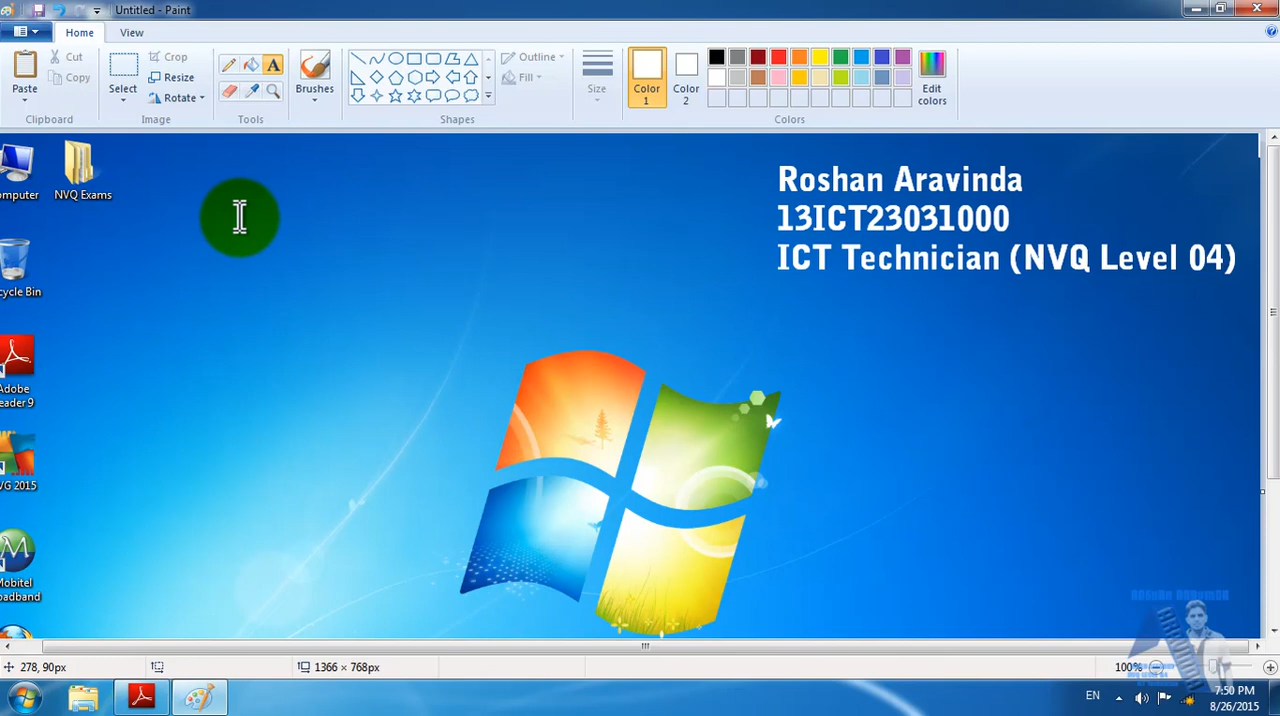 Untitled - Paint
Home
View
Paste
Cut
Copy
Clipboard
Select
Crop
Resize
Rotate
Image
Tools
Brushes
Shapes
Outline
Fill
Size
Color 1
Color 2
Edit colors
Colors
omputer
NVQ Exams
Roshan Aravinda
13ICT23031000
ICT Technician (NVQ Level 04)
cycle Bin
Adobe
eader 9
VG 2015
Mobitel
oadband
278, 90px
1366 × 768px
100%
EN
7:50 PM
8/26/2015